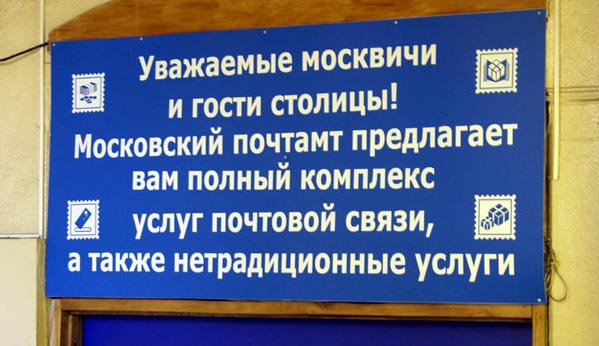 Уважаемые москвичи
и гости столицы!
Московский почтамт предлагает
вам полный комплекс
услуг почтовой связи,
а также нетрадиционные услуги